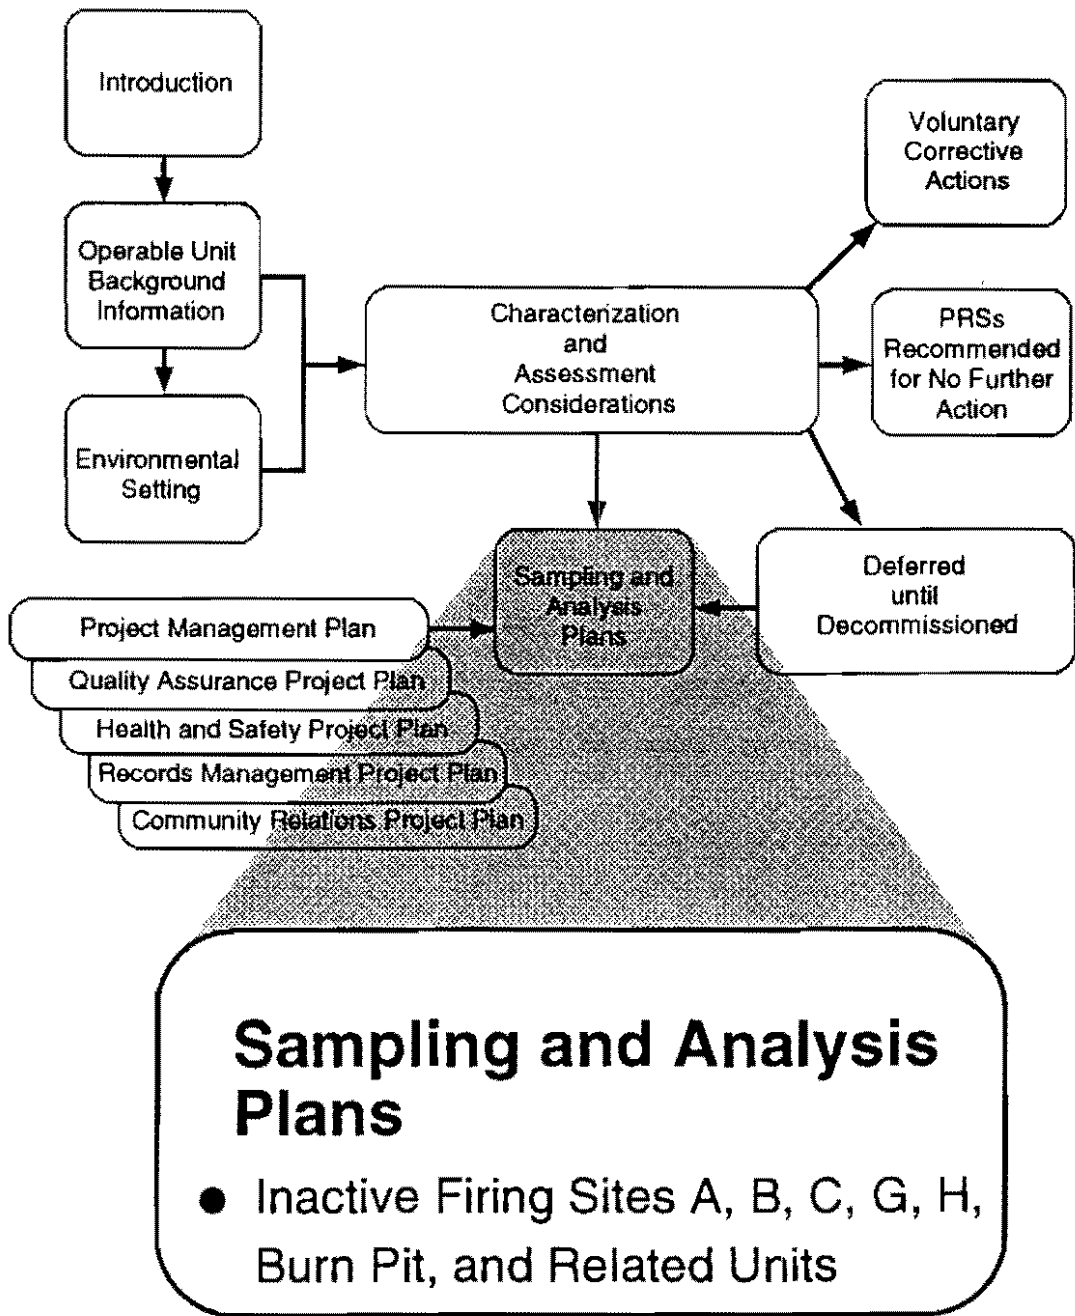 Introduction
Operable Unit
Background
Information
Environmental
Setting
Characterization
and
Assessment
Considerations
Voluntary
Corrective
Actions
PRSs
Recommended
for No Further
Action
Deferred
until
Decommissioned
Sampling and
Analysis
Plans
Project Management Plan
Quality Assurance Project Plan
Health and Safety Project Plan
Records Management Project Plan
Community Relations Project Plan
Sampling and Analysis
Plans
● Inactive Firing Sites A, B, C, G, H,
Burn Pit, and Related Units